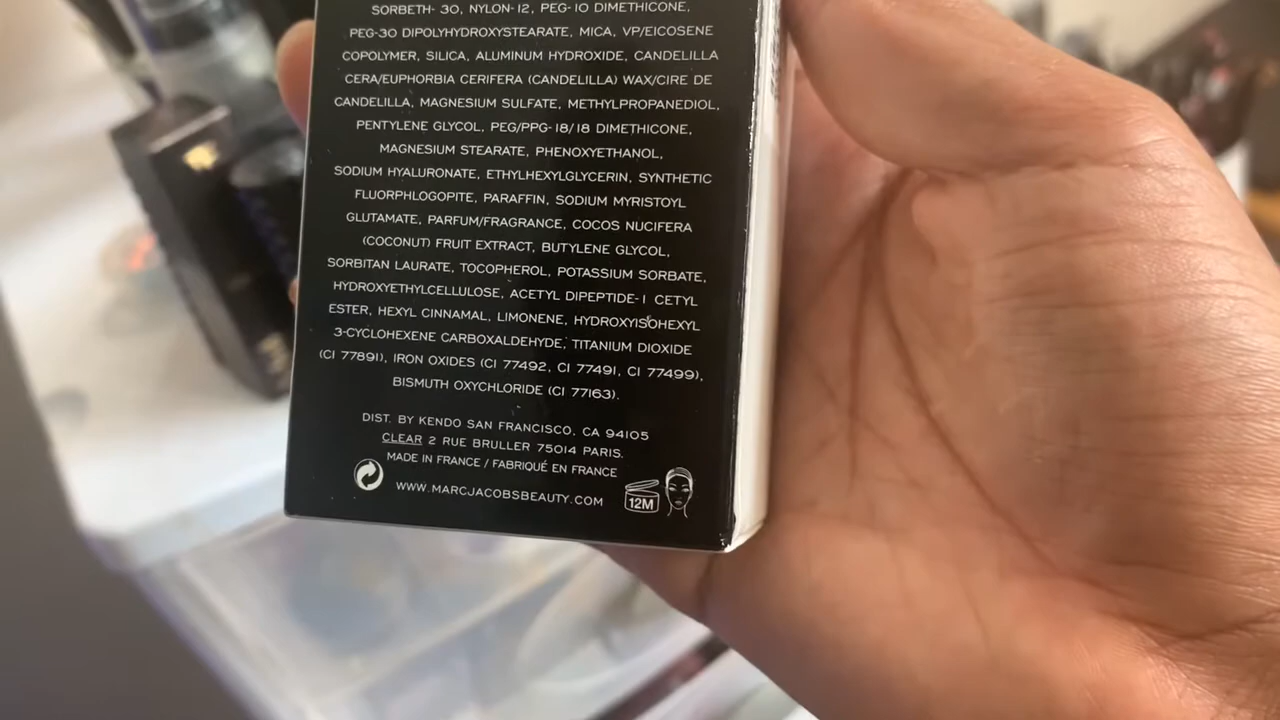 SORBETH- 30, NYLON-12, PEG-10 DIMETHICONE,
PEG-30 DIPOLYHYDROXYSTEARATE, MICA, VP/EICOSENE
COPOLYMER, SILICA, ALUMINUM HYDROXIDE, CANDELILLA
CERA/EUPHORBIA CERIFERA (CANDELILLA) WAX/CIRE DE
CANDELILLA, MAGNESIUM SULFATE, METHYLPROPANEDIOL,
PENTYLENE GLYCOL, PEG/PPG-18/18 DIMETHICONE,
MAGNESIUM STEARATE, PHENOXYETHANOL,
SODIUM HYALURONATE, ETHYLHEXYLGLYCERIN, SYNTHETIC
FLUORPHLOGOPITE, PARAFFIN, SODIUM MYRISTOYL
GLUTAMATE, PARFUM/FRAGRANCE, COCOS NUCIFERA
(COCONUT) FRUIT EXTRACT, BUTYLENE GLYCOL,
SORBITAN LAURATE, TOCOPHEROL, POTASSIUM SORBATE,
HYDROXYETHYLCELLULOSE, ACETYL DIPEPTIDE-1 CETYL
ESTER, HEXYL CINNAMAL, LIMONENE, HYDROXYISOHEXYL
3-CYCLOHEXENE CARBOXALDEHYDE, TITANIUM DIOXIDE
(CI 77891), IRON OXIDES (CI 77492, CI 77491, CI 77499),
BISMUTH OXYCHLORIDE (CI 77163).
DIST. BY KENDO SAN FRANCISCO, CA 94105
CLEAR 2 RUE BRULLER 75014 PARIS.
MADE IN FRANCE / FABRIQUÉ EN FRANCE
WWW.MARCJACOBSBEAUTY.COM
12M